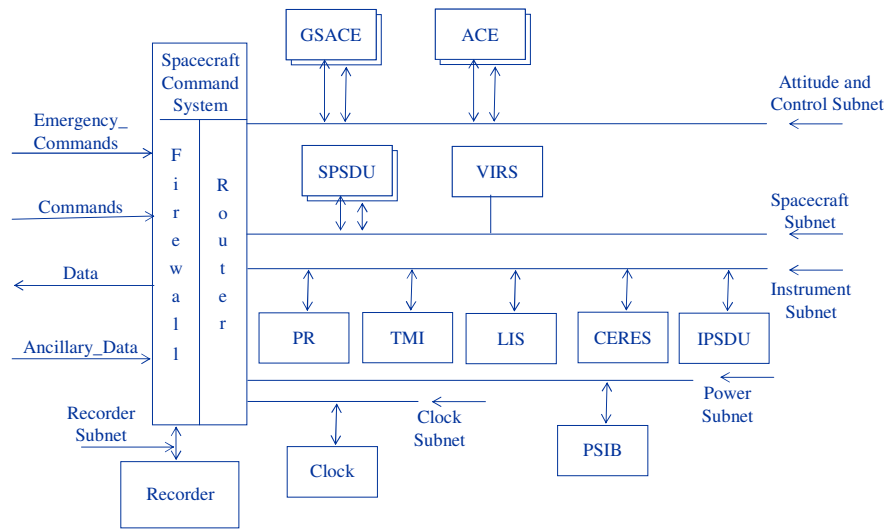 GSACE
ACE
Spacecraft
Command
System
Attitude and
Control Subnet
Emergency_
Commands
F
i
r
e
w
a
l
l
R
o
u
t
e
r
SPSDU
VIRS
Commands
Spacecraft
Subnet
Data
Instrument
Subnet
PR
TMI
LIS
CERES
IPSDU
Ancillary_Data
Power
Subnet
Recorder
Subnet
Clock
Subnet
PSIB
Clock
Recorder